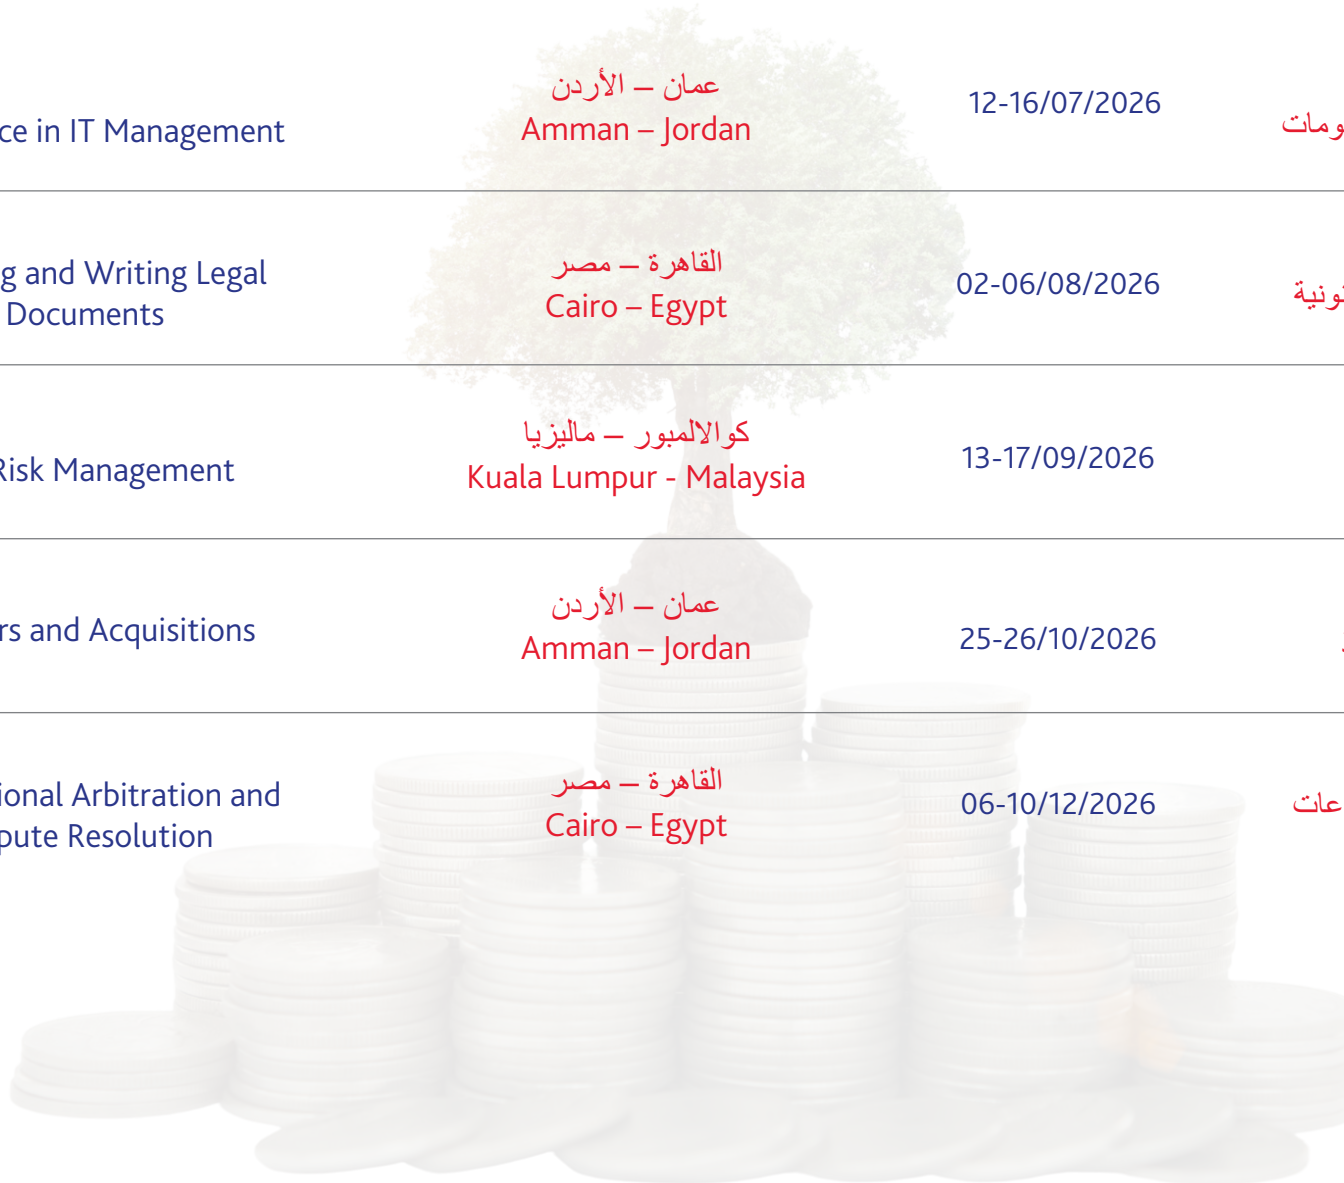 ce in IT Management
عمان – الأردن
Amman – Jordan
12-16/07/2026
ومات
g and Writing Legal
Documents
القاهرة – مصر
Cairo – Egypt
02-06/08/2026
ونية
Risk Management
كوالالمبور – ماليزيا
Kuala Lumpur - Malaysia
13-17/09/2026
rs and Acquisitions
عمان – الأردن
Amman – Jordan
25-26/10/2026
ional Arbitration and
pute Resolution
القاهرة – مصر
Cairo – Egypt
06-10/12/2026
عات